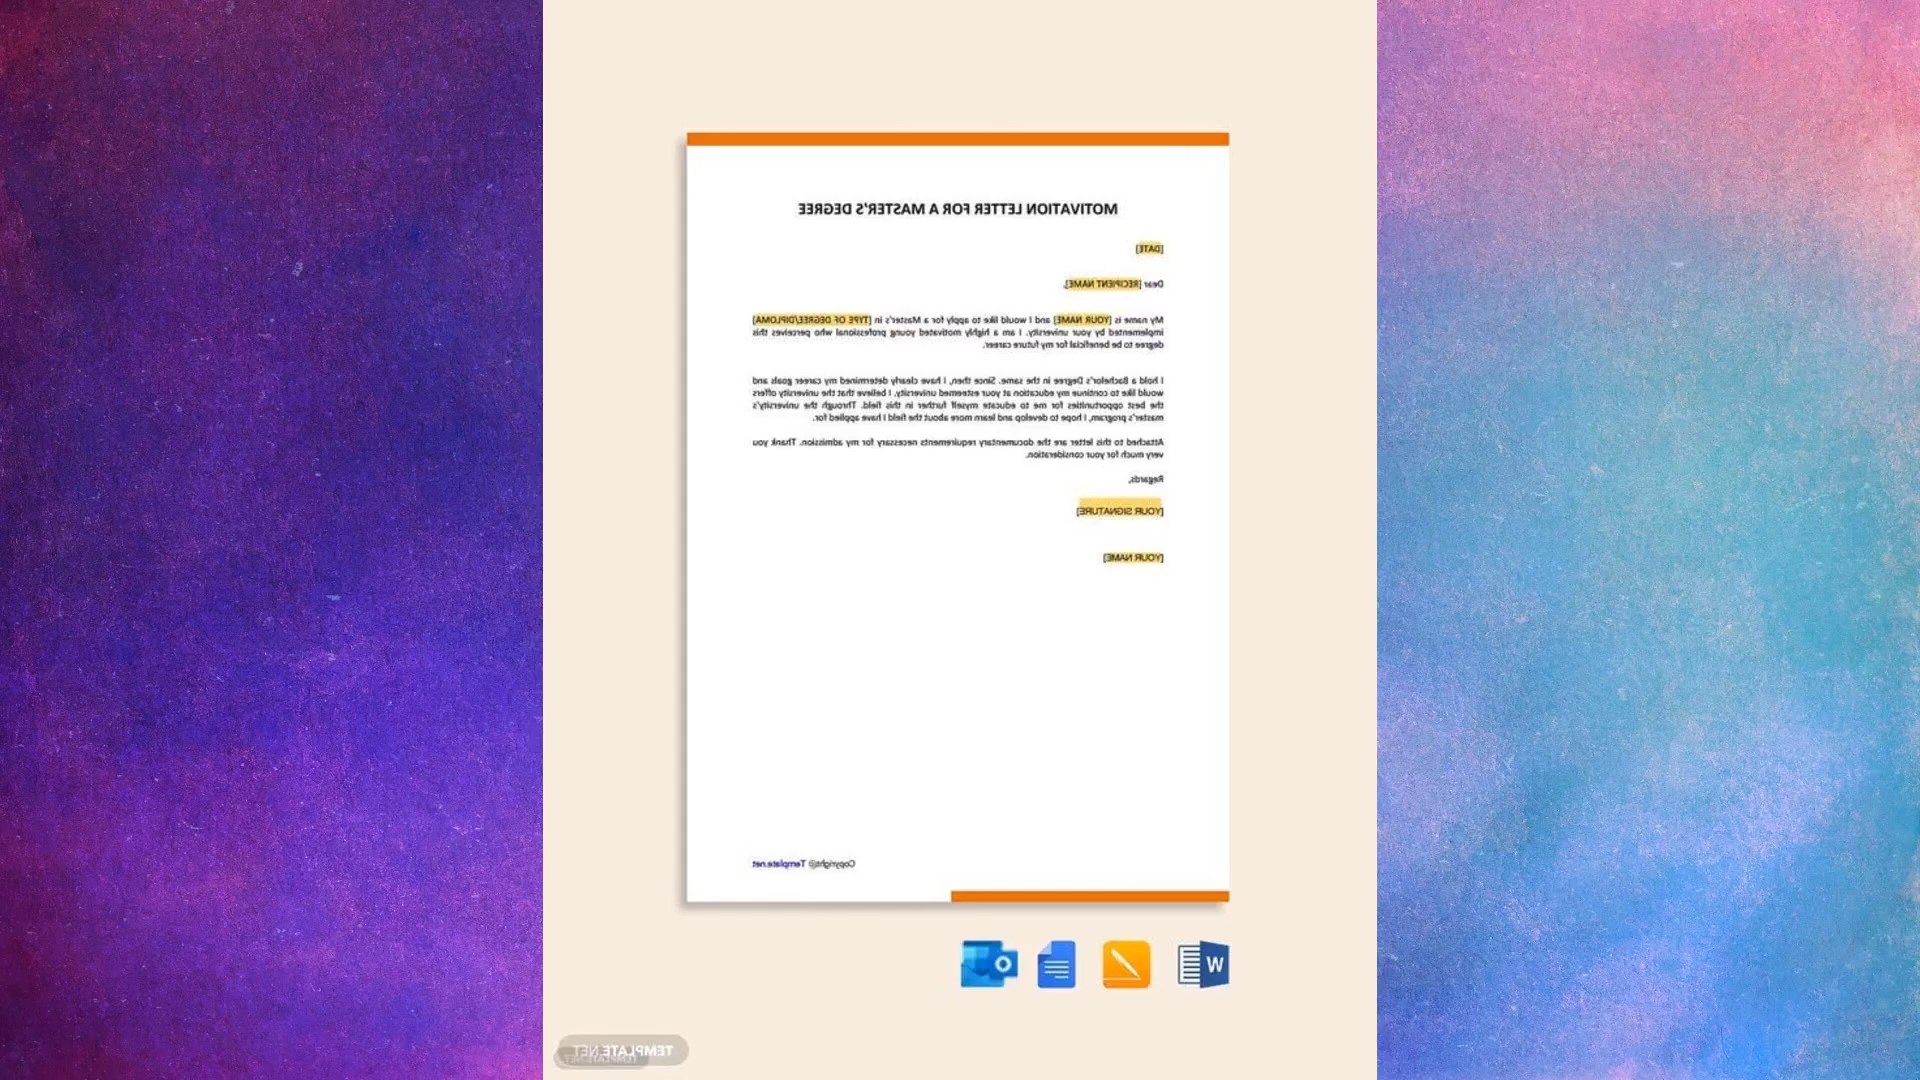 MOTIVATION LETTER FOR A MASTER'S DEGREE
[DATE]
Dear [RECIPIENT NAME],
My name is [YOUR NAME] and I would like to apply for a Master's in [TYPE OF DEGREE/DIPLOMA]
implemented by your university. I am a highly motivated young professional who perceives this
degree to be beneficial for my future career.
I hold a Bachelor's Degree in the same. Since then, I have clearly determined my career goals and
would like to continue my education at your esteemed university. I believe that the university offers
the best opportunities for me to educate myself further in this field. Through the university's
master's program, I hope to develop and learn more about the field I have applied for.
Attached to this letter are the documentary requirements necessary for my admission. Thank you
very much for your consideration.
Regards,
[YOUR SIGNATURE]
[YOUR NAME]
Copyright@ Template.net
W
TEMPLATE.NET
TEMPLATE.NET